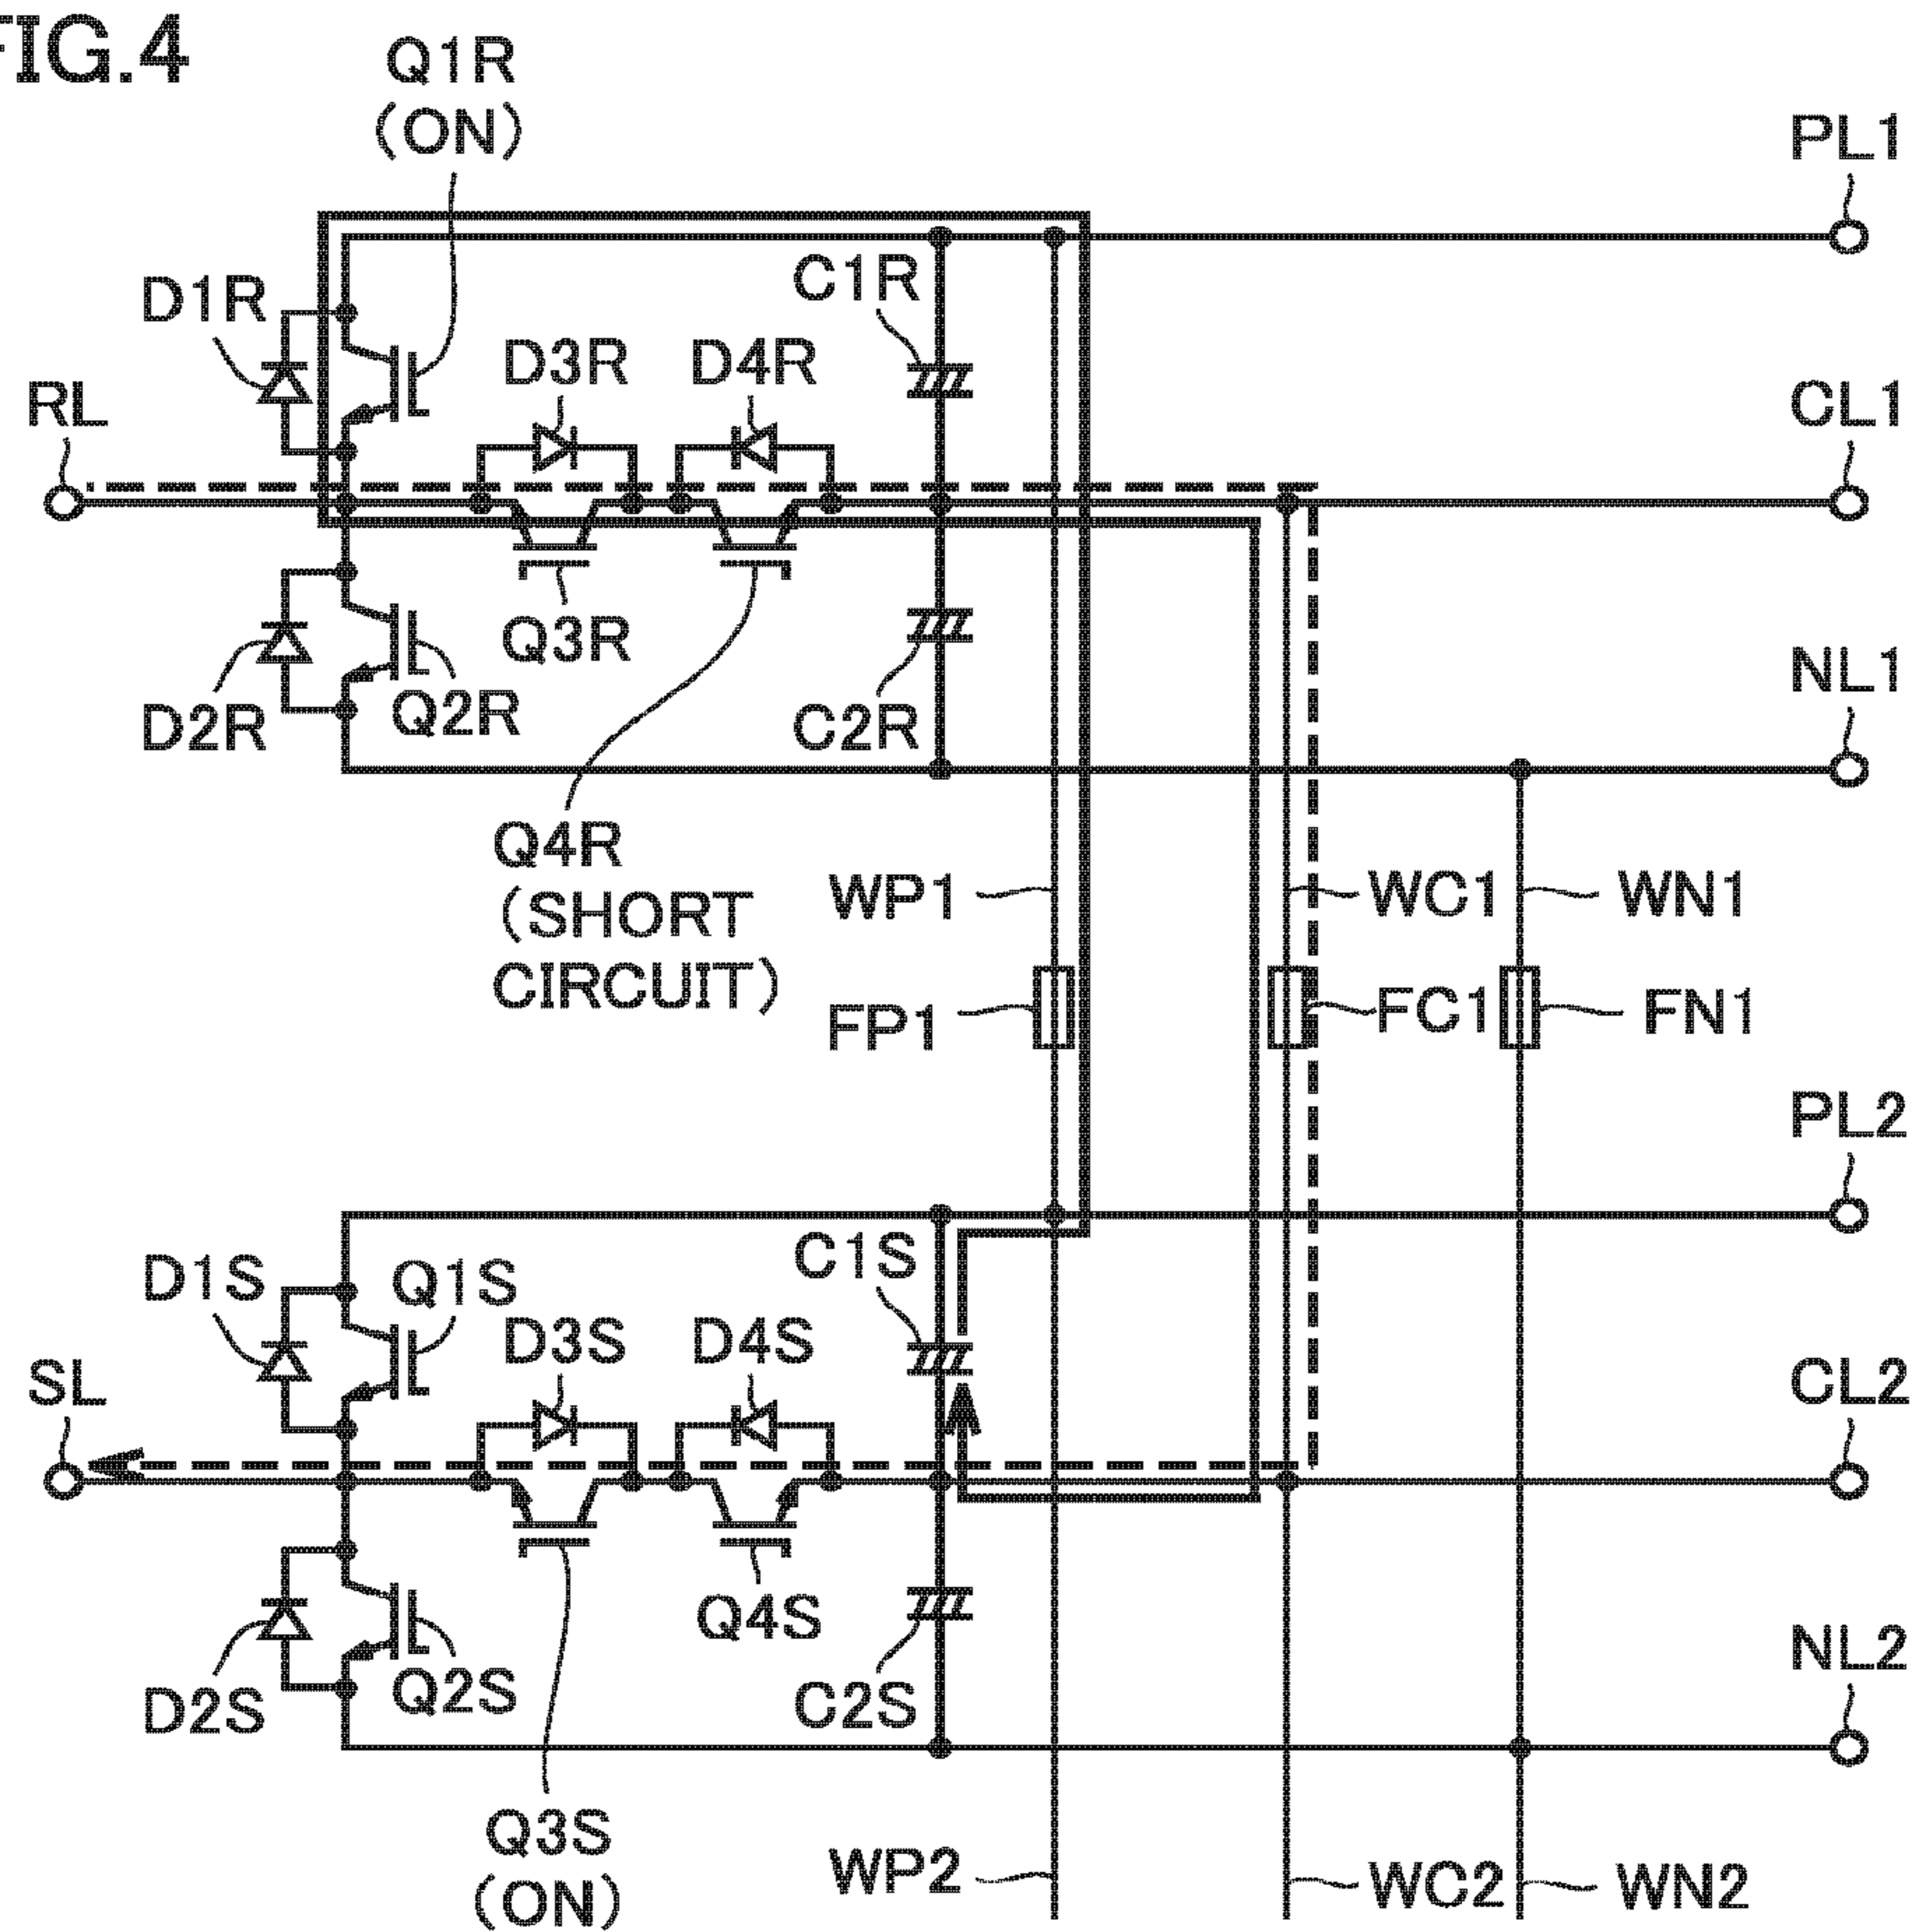 FIG.4
Q1R
(ON)
PL1
D1R
C1R
D3R
D4R
RL
CL1
Q3R
D2R
Q2R
C2R
NL1
Q4R
(SHORT
CIRCUIT)
WP1
WC1
WN1
FP1
FC1
FN1
PL2
D1S
Q1S
C1S
D3S
D4S
SL
CL2
Q4S
D2S
Q2S
C2S
NL2
Q3S
(ON)
WP2
WC2
WN2